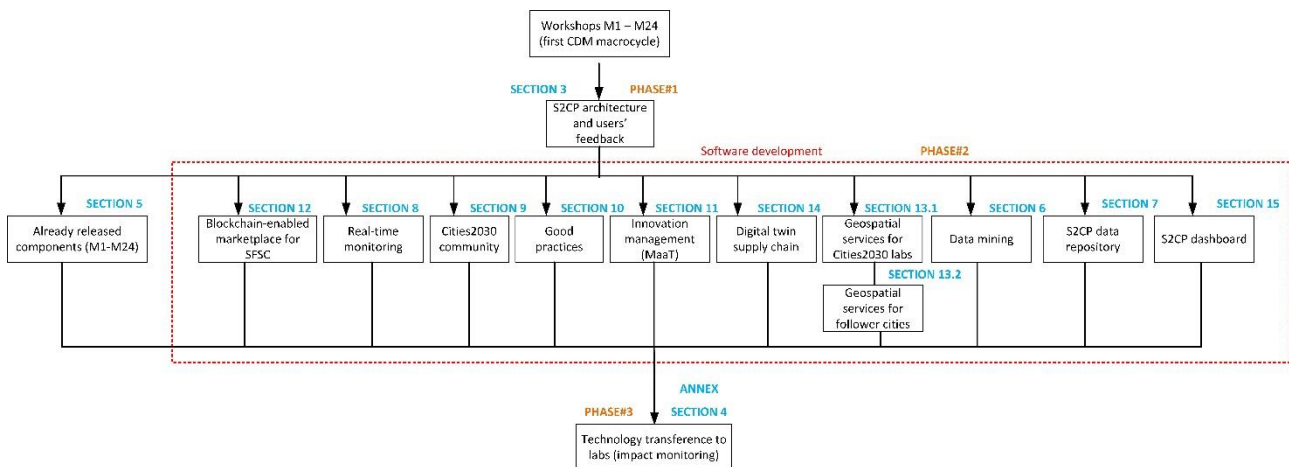 Workshops M1 – M24
(first CDM macrocycle)
SECTION 3
PHASE#1
S2CP architecture
and users'
feedback
Software development
PHASE#2
SECTION 5
Already released
components (M1-M24)
SECTION 12
Blockchain-enabled
marketplace for
SFSC
SECTION 8
Real-time
monitoring
SECTION 9
Cities2030
community
SECTION 10
Good
practices
SECTION 11
Innovation
management
(MaaT)
SECTION 14
Digital twin
supply chain
SECTION 13.1
Geospatial
services for
Cities2030 labs
SECTION 13.2
Geospatial
services for
follower cities
SECTION 6
Data mining
SECTION 7
S2CP data
repository
SECTION 15
S2CP dashboard
ANNEX
PHASE#3
SECTION 4
Technology transference to
labs (impact monitoring)